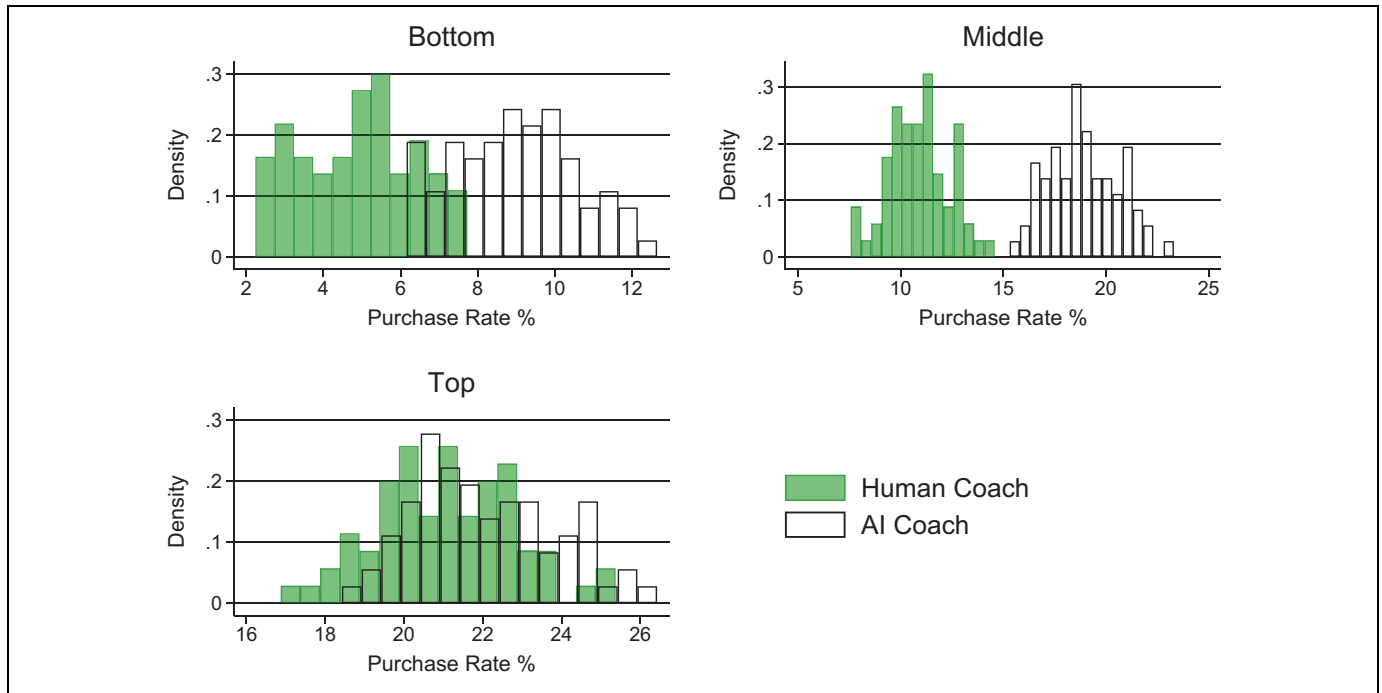 Bottom
.3
.2
.1
0
Density
2 4 6 8 10 12
Purchase Rate %
Middle
.3
.2
.1
0
Density
5 10 15 20 25
Purchase Rate %
Top
.3
.2
.1
0
Density
16 18 20 22 24 26
Purchase Rate %
Human Coach
AI Coach